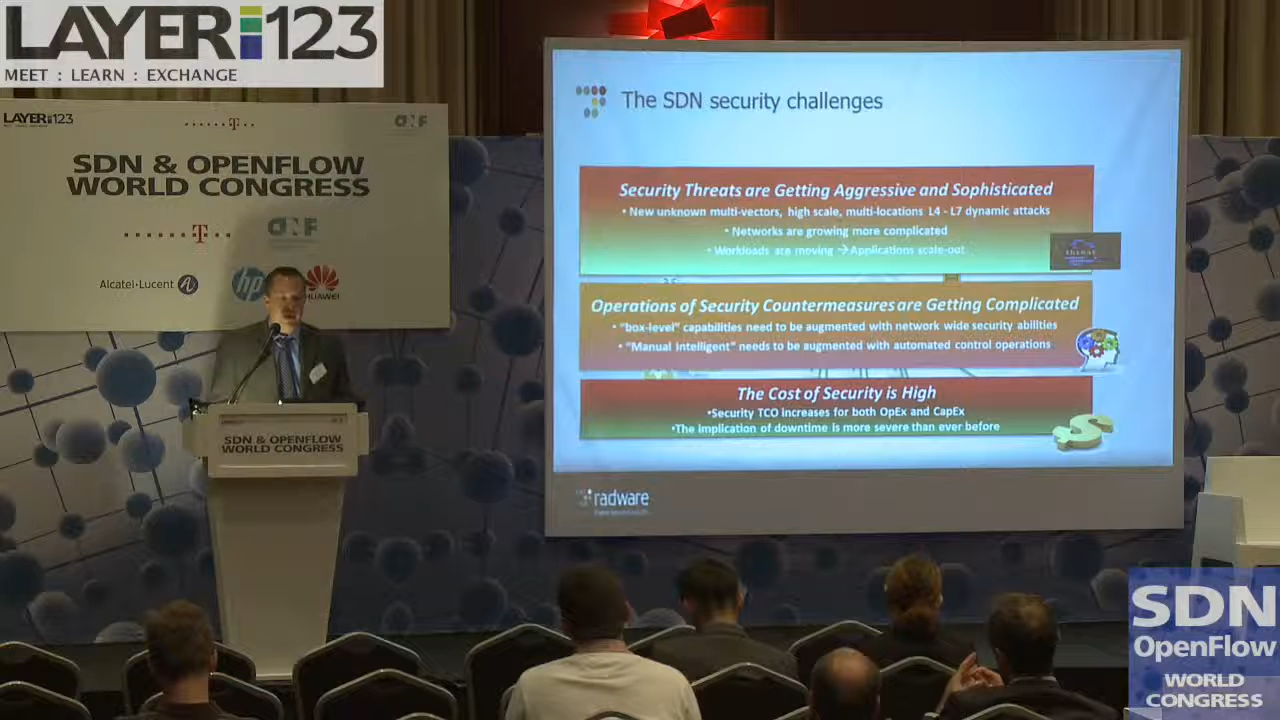 LAYER 123
MEET : LEARN : EXCHANGE
LAYER123
SDN & OPENFLOW
WORLD CONGRESS
Alcatel·Lucent
hp
HUAWEI
SDN & OPENFLOW
WORLD CONGRESS
The SDN security challenges
Security Threats are Getting Aggressive and Sophisticated
• New unknown multi-vectors, high scale, multi-locations L4 - L7 dynamic attacks
• Networks are growing more complicated
• Workloads are moving → Applications scale-out
Operations of Security Countermeasures are Getting Complicated
• “box-level” capabilities need to be augmented with network wide security abilities
• “Manual Intelligent” needs to be augmented with automated control operations
The Cost of Security is High
•Security TCO increases for both OpEx and CapEx
•The implication of downtime is more severe than ever before
radware
SDN
OpenFlow
WORLD
CONGRESS